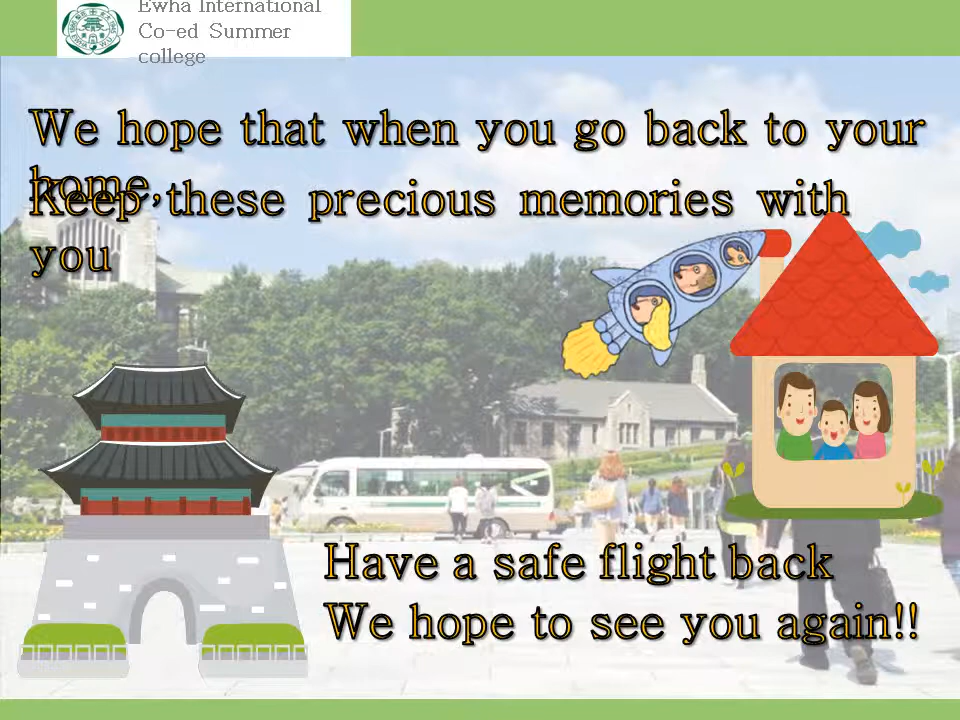 Ewha International
Co-ed Summer
college
We hope that when you go back to your
home,
Keep these precious memories with
you
Have a safe flight back
We hope to see you again!!